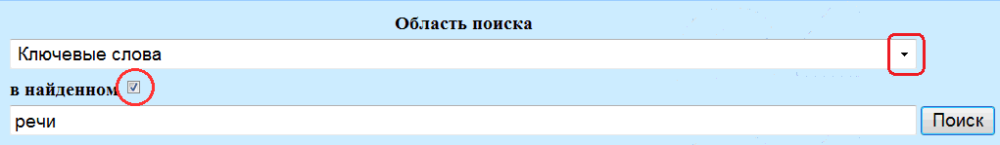 Область поиска
Ключевые слова
в найденном
речи Поиск